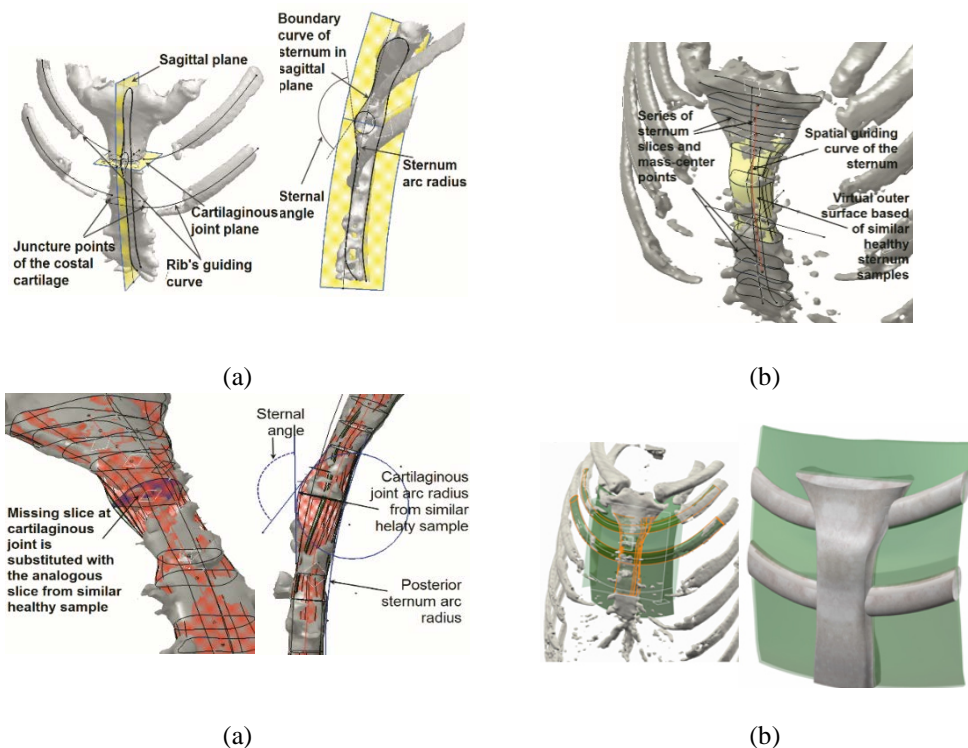 Sagittal plane
Juncture points
of the costal
cartilage
Rib's guiding
curve
Cartilaginous
joint plane
Boundary
curve of
sternum in
sagittal
plane
Sternal
angle
Sternum
arc radius
Series of
sternum
slices and
mass-center
points
Spatial guiding
curve of the
sternum
Virtual outer
surface based
of similar
healthy
sternum
samples
(a)
(b)
Missing slice at
cartilaginous
joint is
substituted with
the analogous
slice from similar
healthy sample
Sternal
angle
Cartilaginous
joint arc radius
from similar
helaty sample
Posterior
sternum arc
radius
(a)
(b)